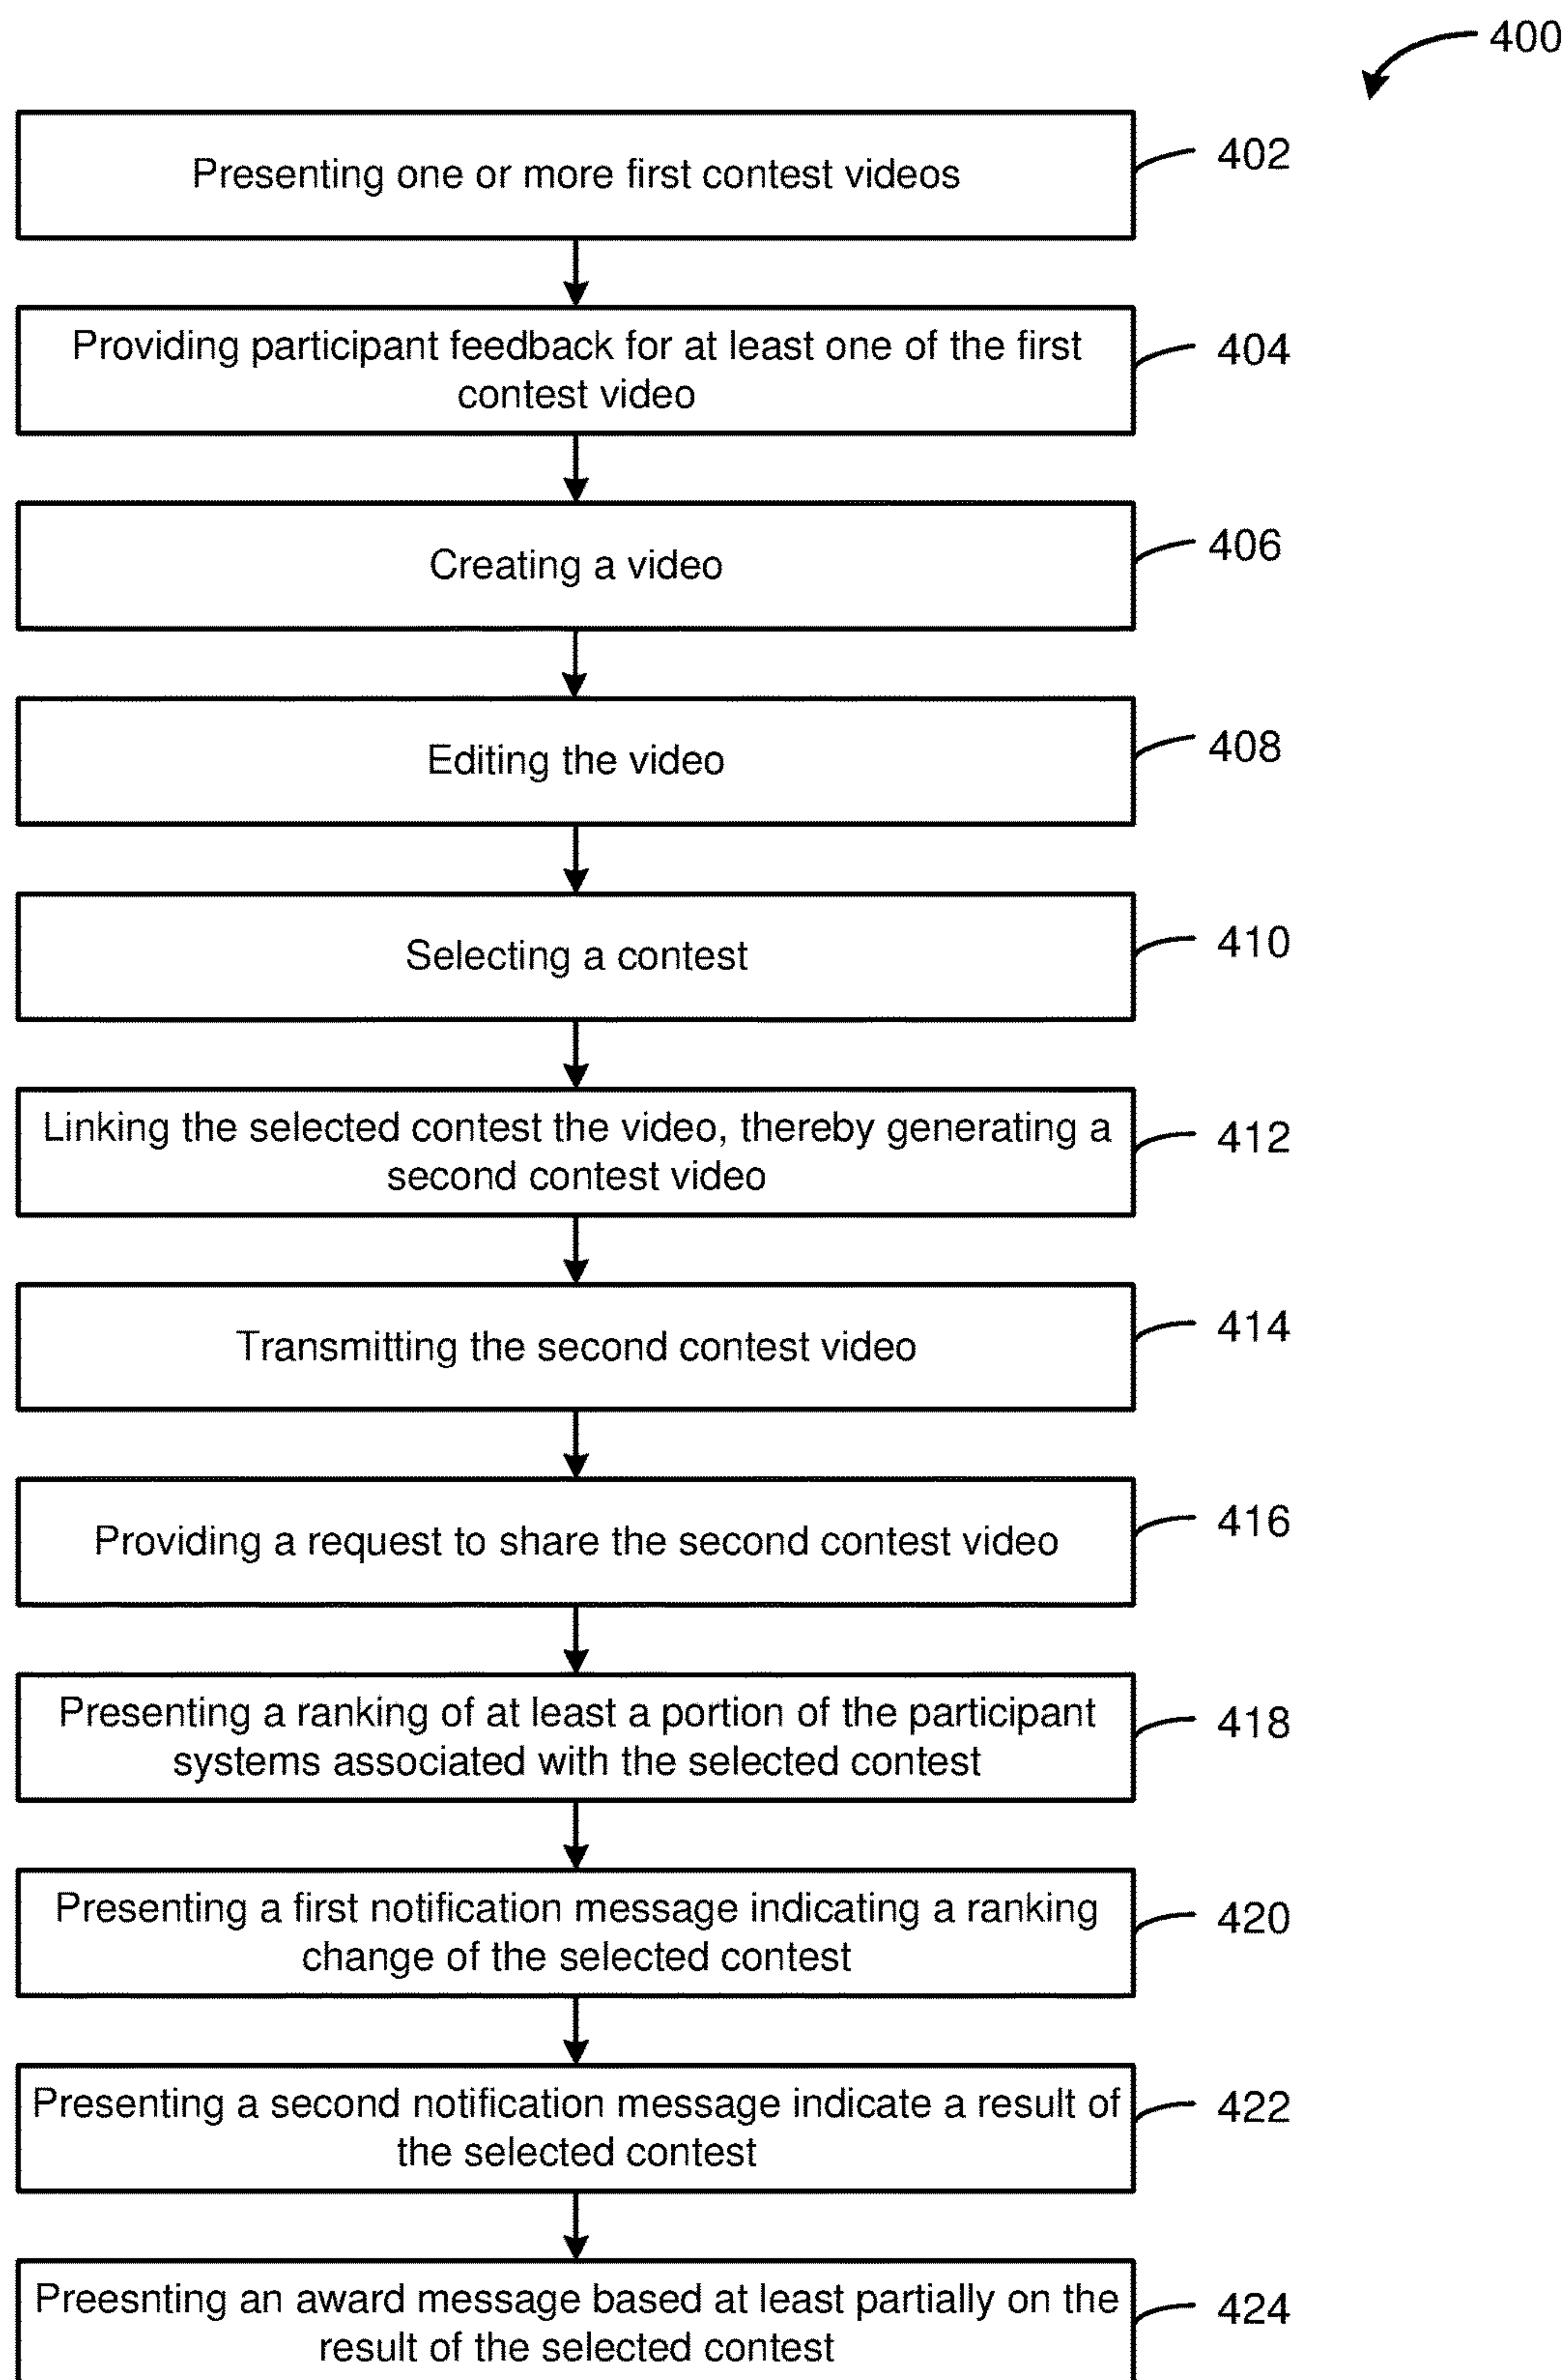 400
Presenting one or more first contest videos
402
Providing participant feedback for at least one of the first
contest video
404
Creating a video
406
Editing the video
408
Selecting a contest
410
Linking the selected contest the video, thereby generating a
second contest video
412
Transmitting the second contest video
414
Providing a request to share the second contest video
416
Presenting a ranking of at least a portion of the participant
systems associated with the selected contest
418
Presenting a first notification message indicating a ranking
change of the selected contest
420
Presenting a second notification message indicate a result of
the selected contest
422
Preesnting an award message based at least partially on the
result of the selected contest
424